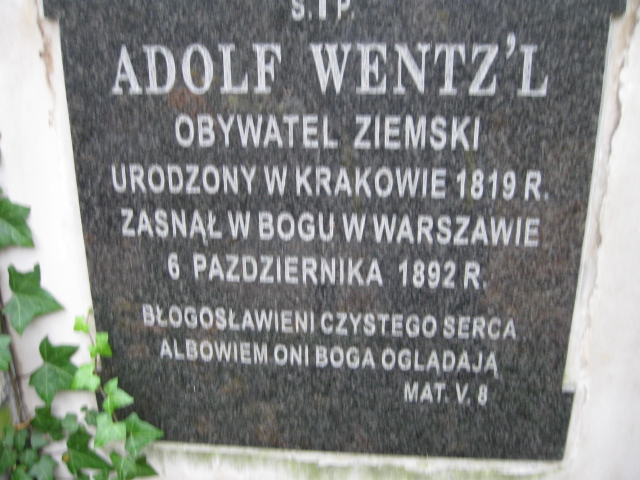 Ś. † P.
ADOLF WENTZ'L
OBYWATEL ZIEMSKI
URODZONY W KRAKOWIE 1819 R.
ZASNĄŁ W BOGU W WARSZAWIE
6 PAZDZIERNIKA 1892 R.
BŁOGOSŁAWIENI CZYSTEGO SERCA
ALBOWIEM ONI BOGA OGLĄDAJĄ
MAT. V. 8